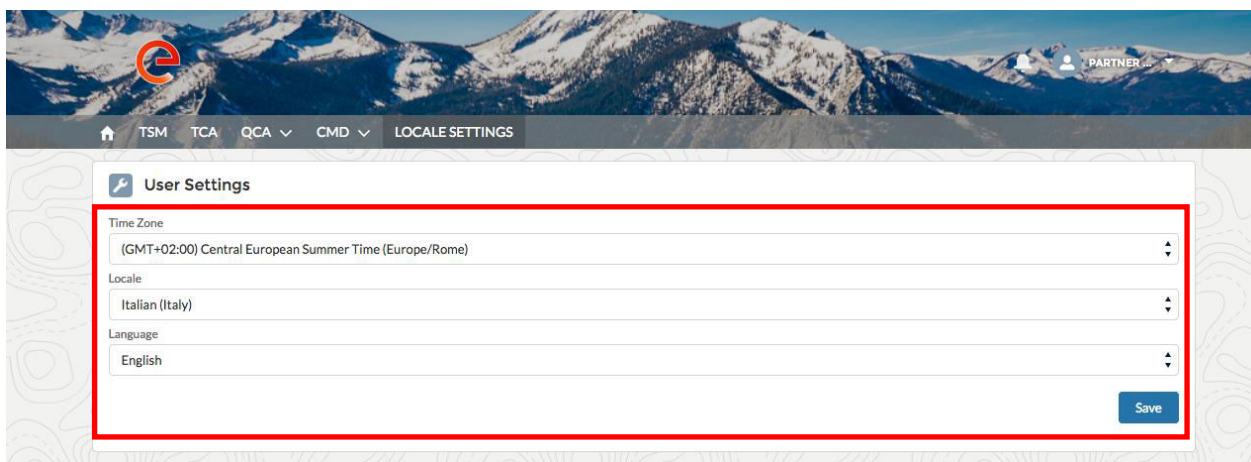 e
PARTNER ...
TSM TCA QCA CMD LOCALE SETTINGS
User Settings
Time Zone
(GMT+02:00) Central European Summer Time (Europe/Rome)
Locale
Italian (Italy)
Language
English
Save